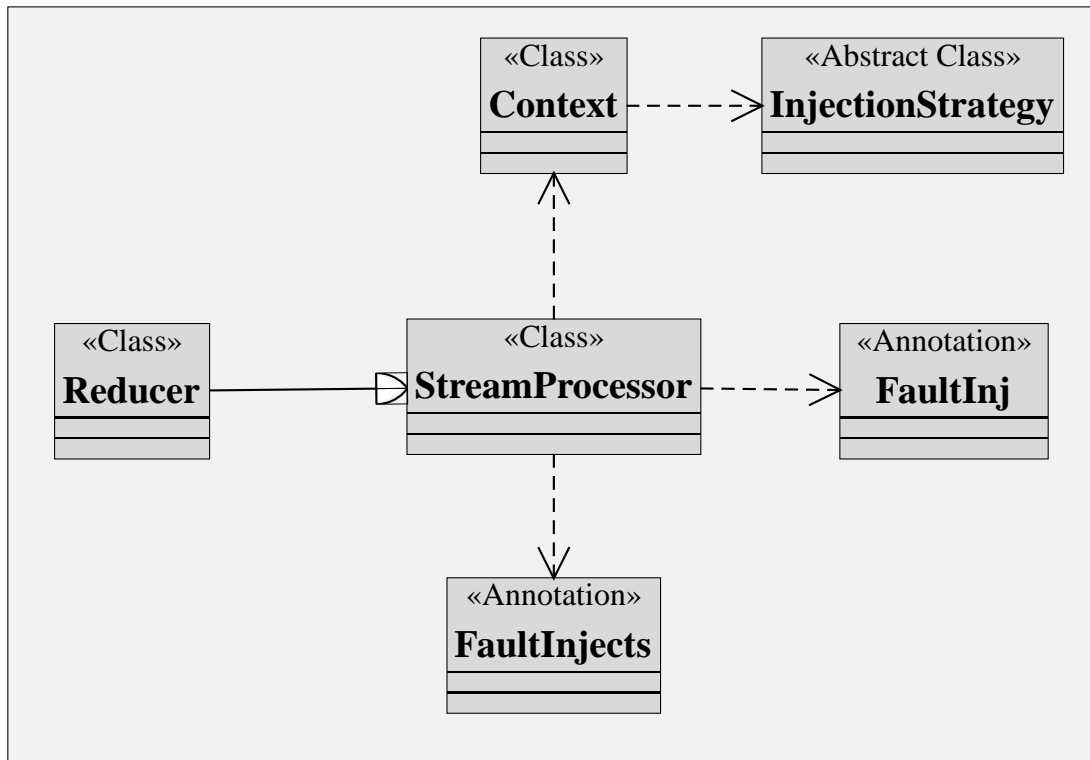 «Class»
Context
«Abstract Class»
InjectionStrategy
«Class»
Reducer
«Class»
StreamProcessor
«Annotation»
FaultInj
«Annotation»
FaultInjects